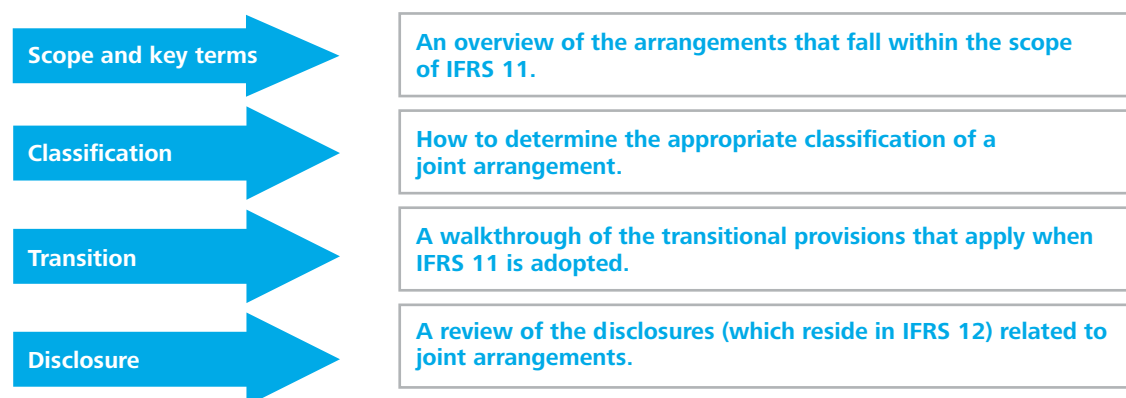 Scope and key terms
An overview of the arrangements that fall within the scope
of IFRS 11.
Classification
How to determine the appropriate classification of a
joint arrangement.
Transition
A walkthrough of the transitional provisions that apply when
IFRS 11 is adopted.
Disclosure
A review of the disclosures (which reside in IFRS 12) related to
joint arrangements.